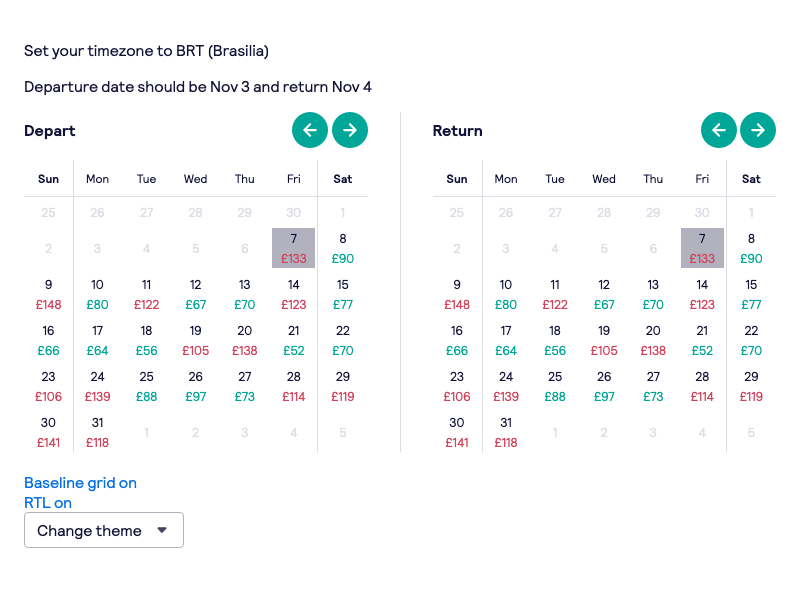 Set your timezone to BRT (Brasilia)
Departure date should be Nov 3 and return Nov 4
Depart
Sun Mon Tue Wed Thu Fri Sat
25 26 27 28 29 30 1
2 3 4 5 6 7 8
£133 £90
9 10 11 12 13 14 15
£148 £80 £122 £67 £70 £123 £77
16 17 18 19 20 21 22
£66 £64 £56 £105 £138 £52 £70
23 24 25 26 27 28 29
£106 £139 £88 £97 £73 £114 £119
30 31 1 2 3 4 5
£141 £118
Return
Sun Mon Tue Wed Thu Fri Sat
25 26 27 28 29 30 1
2 3 4 5 6 7 8
£133 £90
9 10 11 12 13 14 15
£148 £80 £122 £67 £70 £123 £77
16 17 18 19 20 21 22
£66 £64 £56 £105 £138 £52 £70
23 24 25 26 27 28 29
£106 £139 £88 £97 £73 £114 £119
30 31 1 2 3 4 5
£141 £118
Baseline grid on
RTL on
Change theme